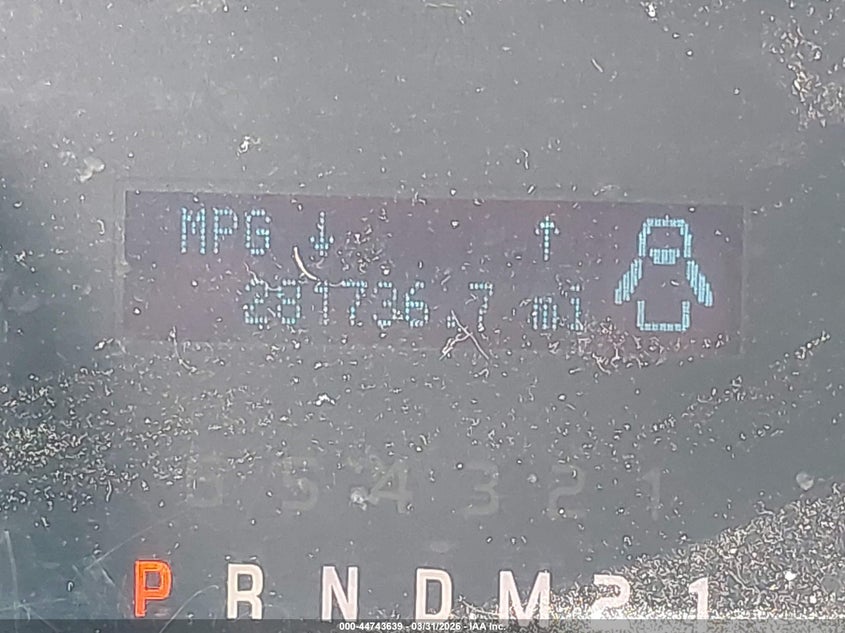 MPG ↓ ↑
281736.7 mi
6 5 4 3 2 1
P R N D M 2 1
000-44743639 - 03/31/2026 - IAA Inc.